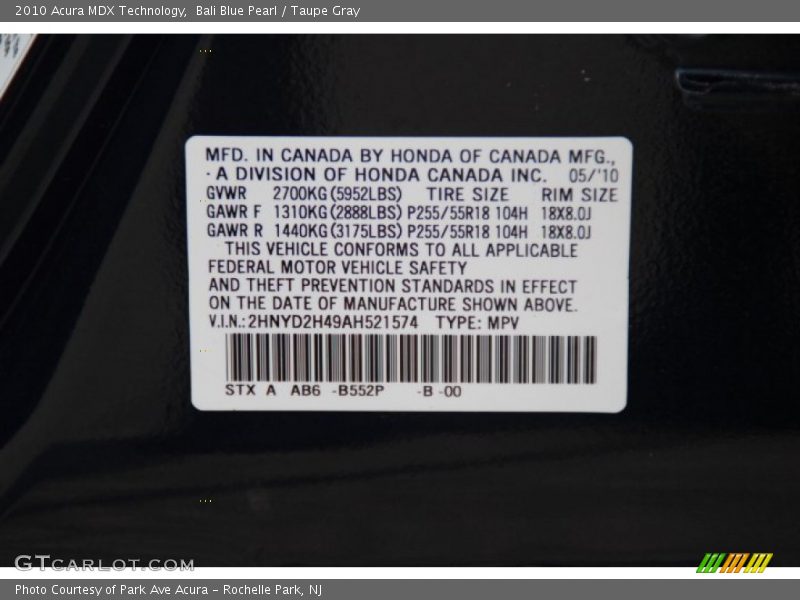 2010 Acura MDX Technology,  Bali Blue Pearl / Taupe Gray
MFD. IN CANADA BY HONDA OF CANADA MFG.,
· A DIVISION OF HONDA CANADA INC.   05/'10
GVWR   2700KG(5952LBS)   TIRE SIZE   RIM SIZE
GAWR F  1310KG(2888LBS) P255/55R18 104H  18X8.0J
GAWR R  1440KG(3175LBS) P255/55R18 104H  18X8.0J
THIS VEHICLE CONFORMS TO ALL APPLICABLE
FEDERAL MOTOR VEHICLE SAFETY
AND THEFT PREVENTION STANDARDS IN EFFECT
ON THE DATE OF MANUFACTURE SHOWN ABOVE.
V.I.N.:2HNYD2H49AH521574   TYPE: MPV
STX  A  AB6  -B552P    -B -00
GTCARLOT.COM
Photo Courtesy of Park Ave Acura – Rochelle Park, NJ